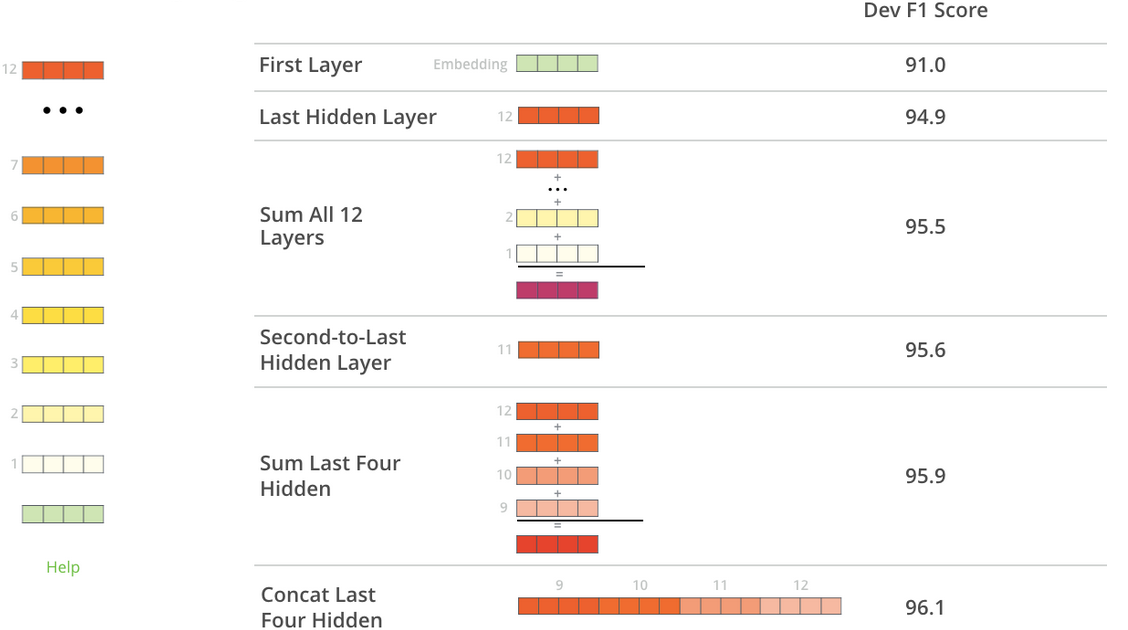 Dev F1 Score
12
• • •
7
6
5
4
3
2
1
Help
First Layer
Embedding
91.0
Last Hidden Layer
12
94.9
Sum All 12
Layers
12
+
...
+
2
+
1
=
95.5
Second-to-Last
Hidden Layer
11
95.6
Sum Last Four
Hidden
12
+
11
+
10
+
9
=
95.9
Concat Last
Four Hidden
9 10 11 12
96.1